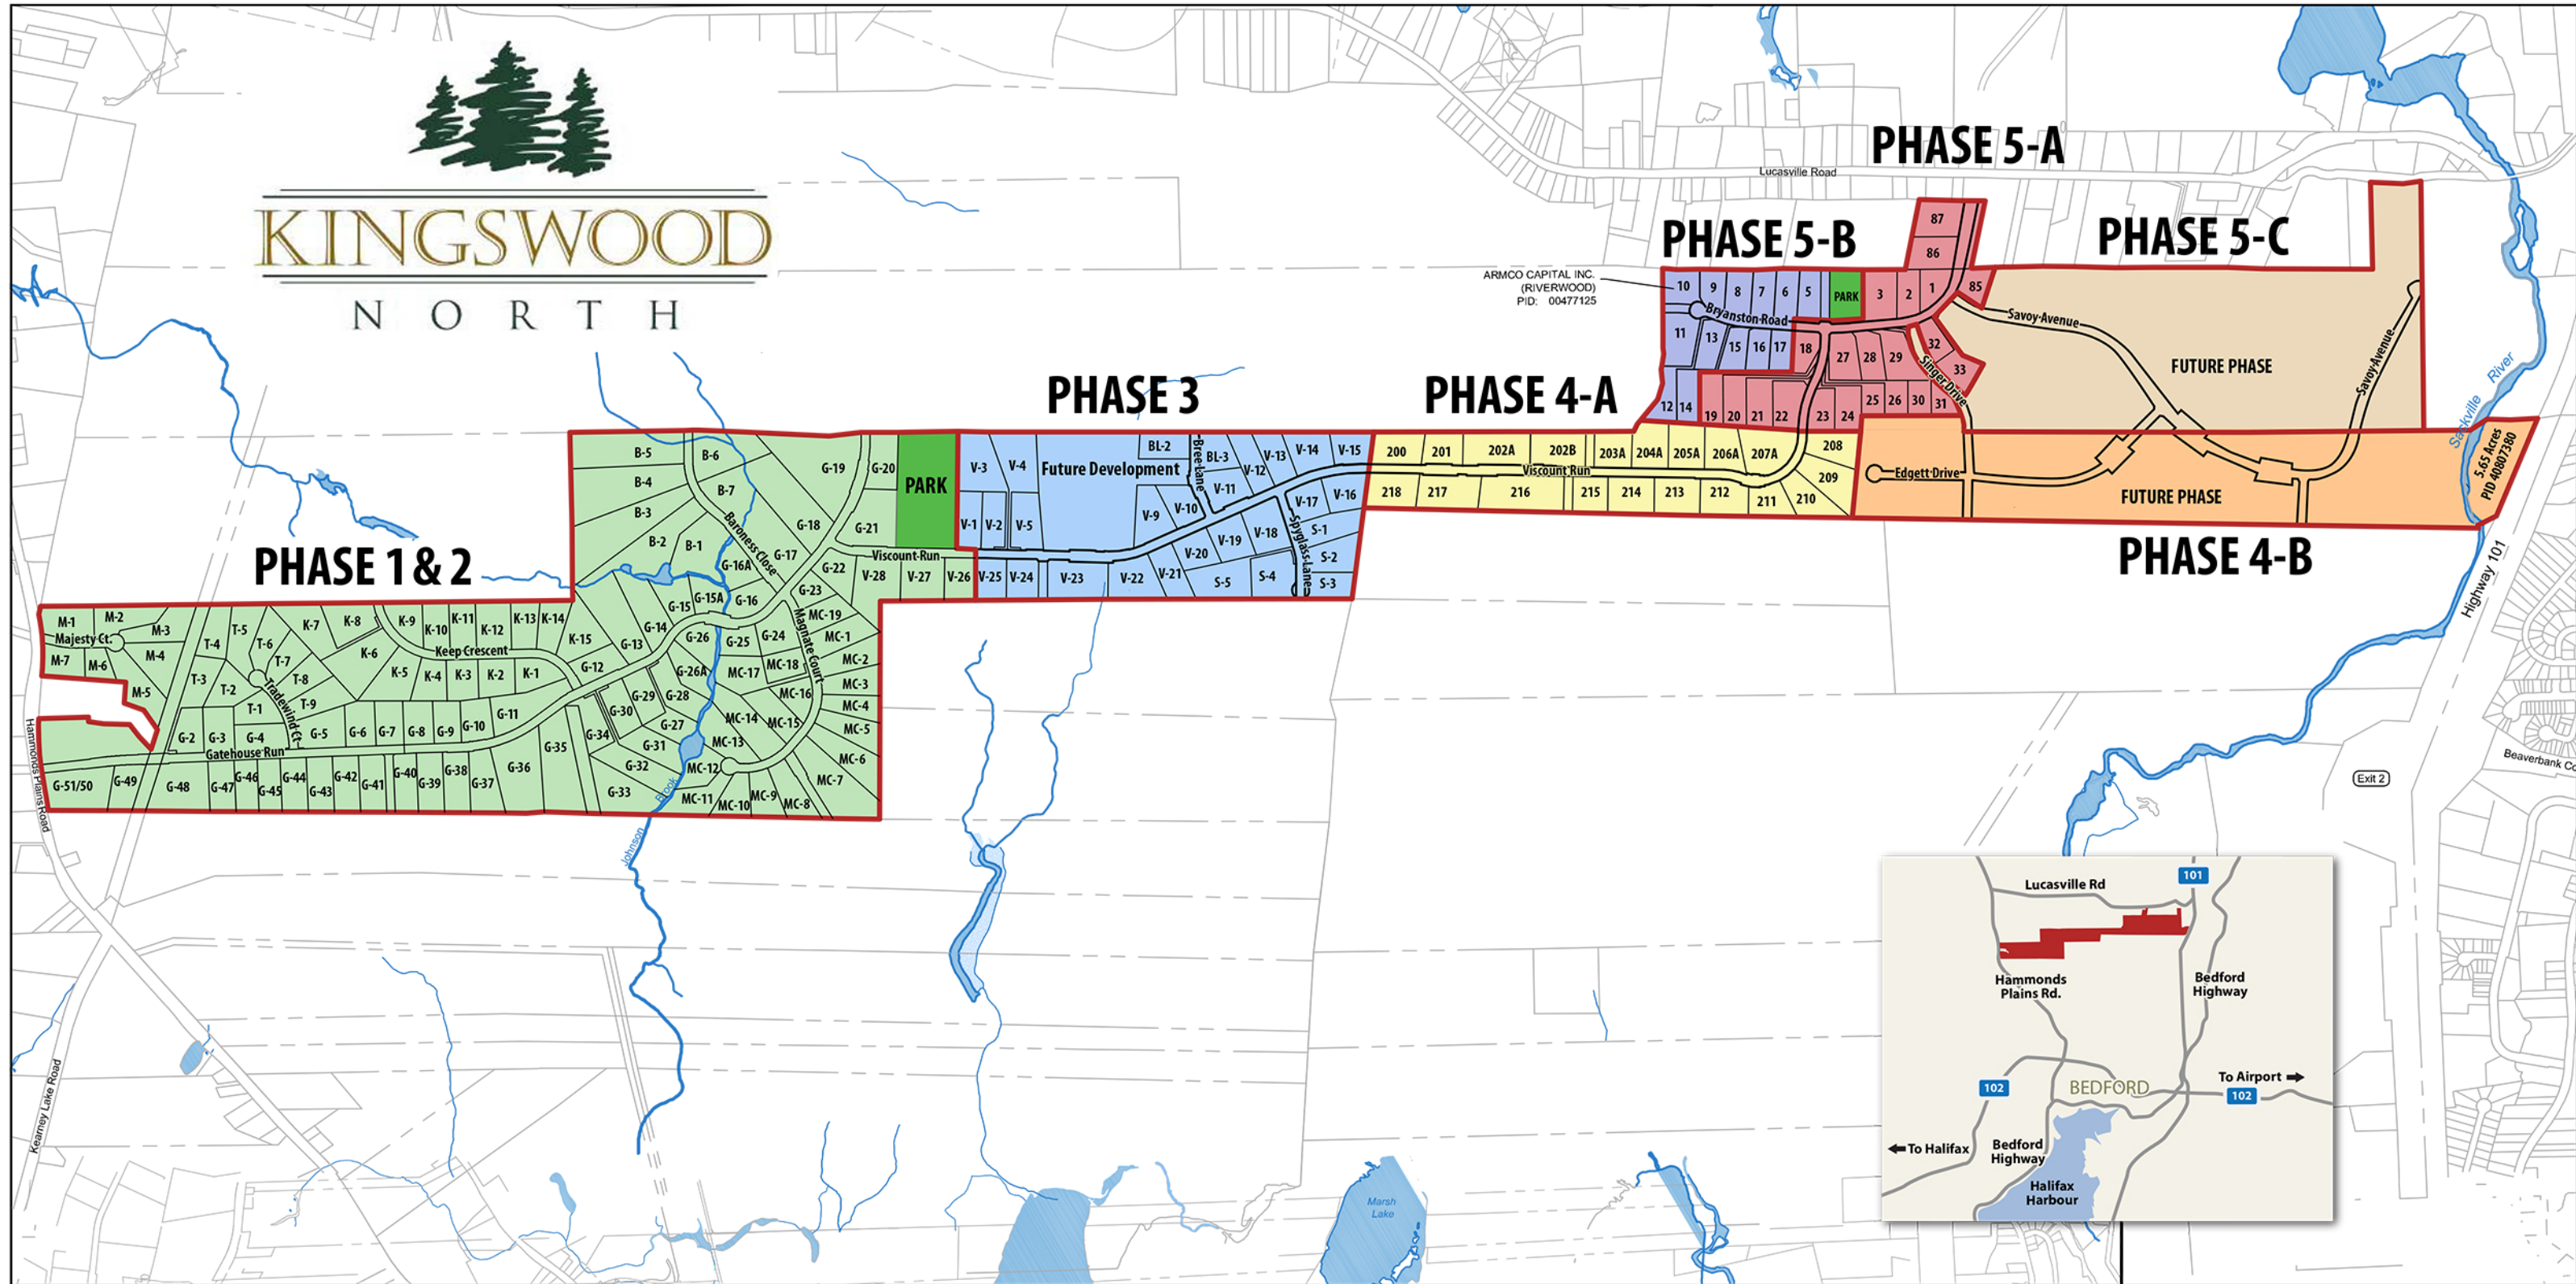 KINGSWOOD
NORTH
PHASE 5-A
Lucasville Road
PHASE 5-B
PHASE 5-C
ARMCO CAPITAL INC.
(RIVERWOOD)
PID: 00477125
87
86
85
10
9
8
7
6
5
PARK
3
2
1
Bryanston Road
11
13
15
16
17
18
27
28
29
32
33
Singer Drive
12
14
19
20
21
22
23
24
25
26
30
31
Savoy Avenue
FUTURE PHASE
Savoy Avenue
Sackville River
PHASE 3
PHASE 4-A
PHASE 1 & 2
PHASE 4-B
B-5
B-6
B-4
B-7
B-3
B-2
B-1
Baroness Close
G-19
G-20
PARK
G-18
G-21
G-17
G-16A
Viscount Run
G-22
V-28
V-27
V-26
G-23
G-15
G-15A
G-16
G-14
G-13
G-26
G-25
G-24
MC-19
MC-1
MC-2
MC-3
MC-4
MC-5
MC-6
MC-7
MC-8
MC-9
MC-10
MC-11
MC-12
MC-13
MC-14
MC-15
MC-16
MC-17
MC-18
Magnate Court
G-26A
G-28
G-29
G-27
G-30
G-31
G-32
G-33
G-34
G-35
G-36
G-12
K-15
M-1
M-2
Majesty Ct.
M-3
M-7
M-6
M-4
M-5
T-4
T-5
T-6
T-7
T-8
T-3
T-2
T-1
T-9
Tradewind Ct.
K-7
K-8
K-9
K-10
K-11
K-12
K-13
K-14
K-6
Keep Crescent
K-5
K-4
K-3
K-2
K-1
G-2
G-3
G-4
G-5
G-6
G-7
G-8
G-9
G-10
G-11
Gatehouse Run
G-51/50
G-49
G-48
G-47
G-46
G-45
G-44
G-43
G-42
G-41
G-40
G-39
G-38
G-37
Johnson
Brook
Hammonds Plains Road
Kearney Lake Road
V-3
V-4
Future Development
BL-2
Bree Lane
BL-3
V-12
V-13
V-14
V-15
V-1
V-2
V-5
V-9
V-10
V-11
V-16
V-17
V-18
V-19
V-20
V-21
V-22
V-23
V-24
V-25
S-1
S-2
S-3
S-4
S-5
Spyglass Lane
200
201
202A
202B
203A
204A
205A
206A
207A
208
Viscount Run
209
218
217
216
215
214
213
212
211
210
Edgett Drive
FUTURE PHASE
5.65 Acres
PID 40807380
Highway 101
Exit 2
Beaverbank Co
Marsh
Lake
Lucasville Rd
101
Hammonds
Plains Rd.
Bedford
Highway
102
BEDFORD
To Airport
102
To Halifax
Bedford
Highway
Halifax
Harbour